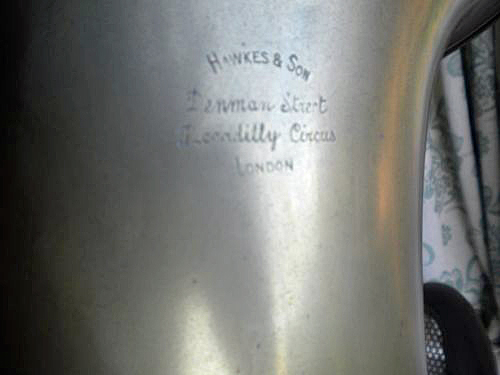 HAWKES & SON
Denman Street
Piccadilly Circus
LONDON